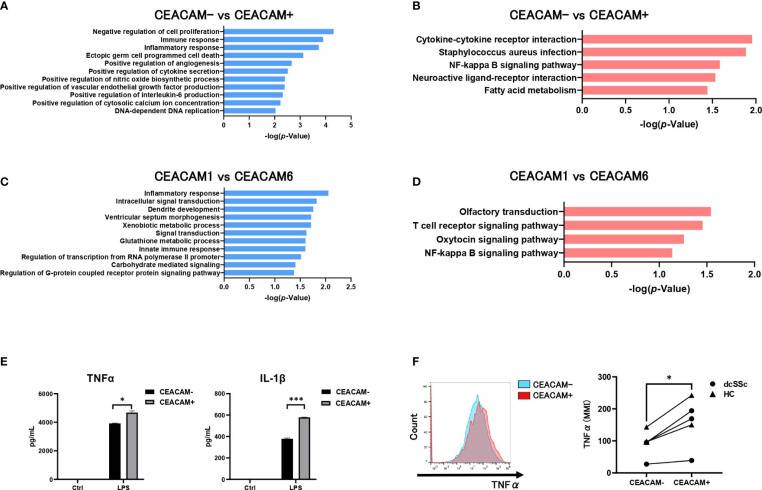 A
CEACAM− vs CEACAM+
Negative regulation of cell proliferation
Immune response
Inflammatory response
Ectopic germ cell programmed cell death
Positive regulation of angiogenesis
Positive regulation of cytokine secretion
Positive regulation of nitric oxide biosynthetic process
Positive regulation of vascular endothelial growth factor production
Positive regulation of interleukin-6 production
Positive regulation of cytosolic calcium ion concentration
DNA-dependent DNA replication
0 1 2 3 4 5
-log(p-Value)
B
CEACAM− vs CEACAM+
Cytokine-cytokine receptor interaction
Staphylococcus aureus infection
NF-kappa B signaling pathway
Neuroactive ligand-receptor interaction
Fatty acid metabolism
0.0 0.5 1.0 1.5 2.0
-log(p-Value)
C
CEACAM1 vs CEACAM6
Inflammatory response
Intracellular signal transduction
Dendrite development
Ventricular septum morphogenesis
Xenobiotic metabolic process
Signal transduction
Glutathione metabolic process
Innate immune response
Regulation of transcription from RNA polymerase II promoter
Carbohydrate mediated signaling
Regulation of G-protein coupled receptor protein signaling pathway
0.0 0.5 1.0 1.5 2.0 2.5
-log(p-Value)
D
CEACAM1 vs CEACAM6
Olfactory transduction
T cell receptor signaling pathway
Oxytocin signaling pathway
NF-kappa B signaling pathway
0.0 0.5 1.0 1.5 2.0
-log(p-Value)
E
TNFα
6000
4000
2000
0
pg/mL
*
CEACAM-
CEACAM+
Ctrl LPS
IL-1β
800
600
400
200
0
pg/mL
***
CEACAM-
CEACAM+
Ctrl LPS
F
Count
CEACAM−
CEACAM+
TNFα
300
200
100
0
TNFα (MMI)
*
dcSSc
HC
CEACAM- CEACAM+